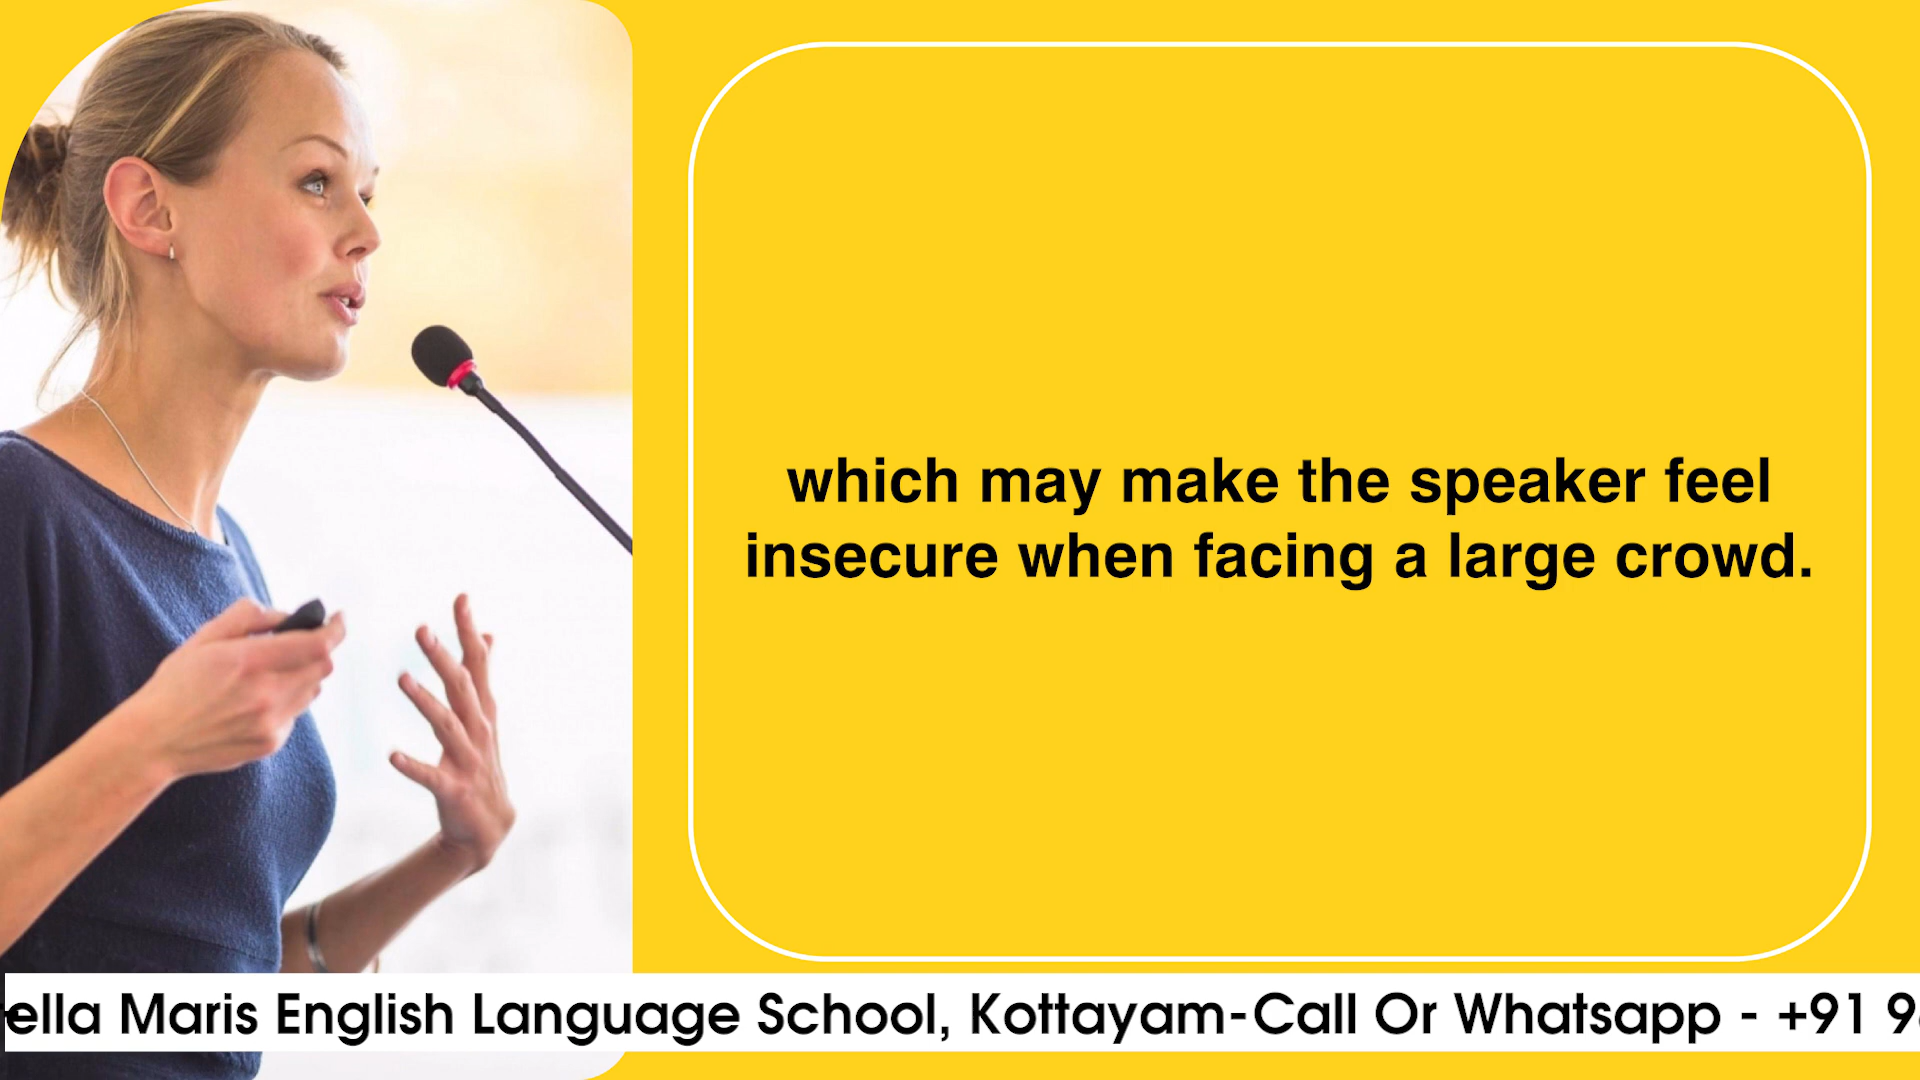 which may make the speaker feel
insecure when facing a large crowd.
ella Maris English Language School, Kottayam-Call Or Whatsapp - +91 9